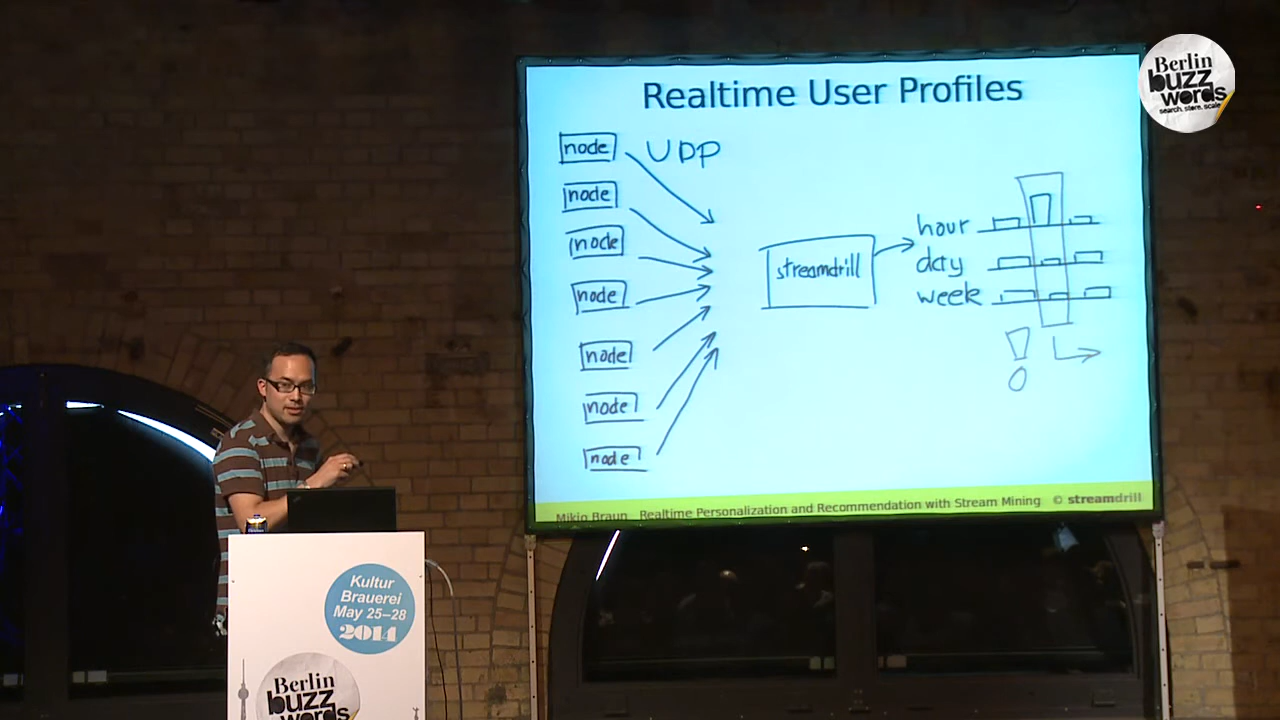 Realtime User Profiles
node
UDP
node
node
node
node
node
node
streamdrill
hour
day
week
!
Mikio Braun Realtime Personalization and Recommendation with Stream Mining © streamdrill
Berlin
buzz
words
search. store. scale
Kultur
Brauerei
May 25–28
2014
Berlin
buzz
words